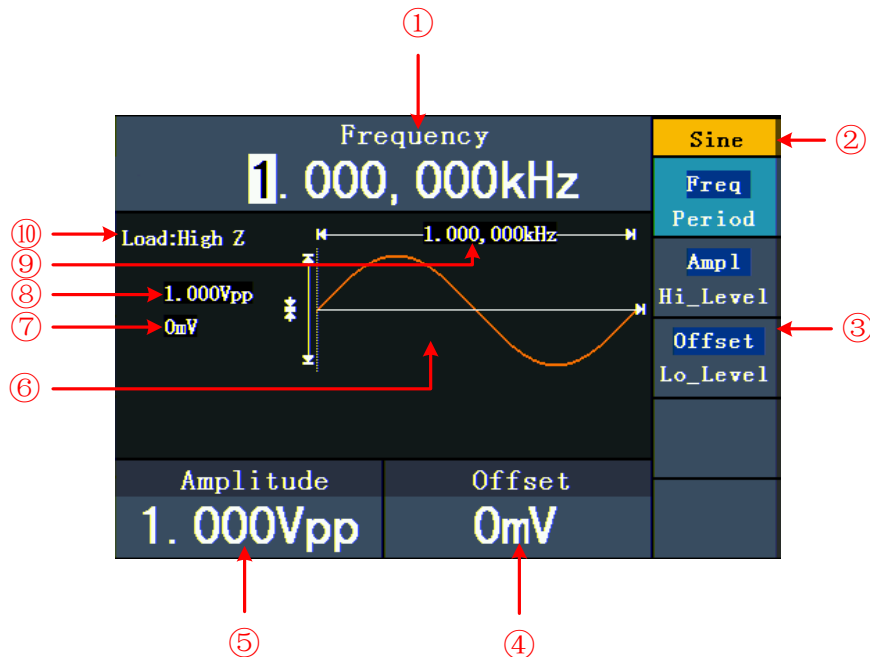 ①
Frequency
1.000,000kHz
Sine
②
Freq
Period
⑩
Load:High Z
1.000,000kHz
⑨
Ampl
Hi_Level
⑧
1.000Vpp
⑦
0mV
Offset
Lo_Level
③
⑥
Amplitude
1.000Vpp
Offset
0mV
⑤
④